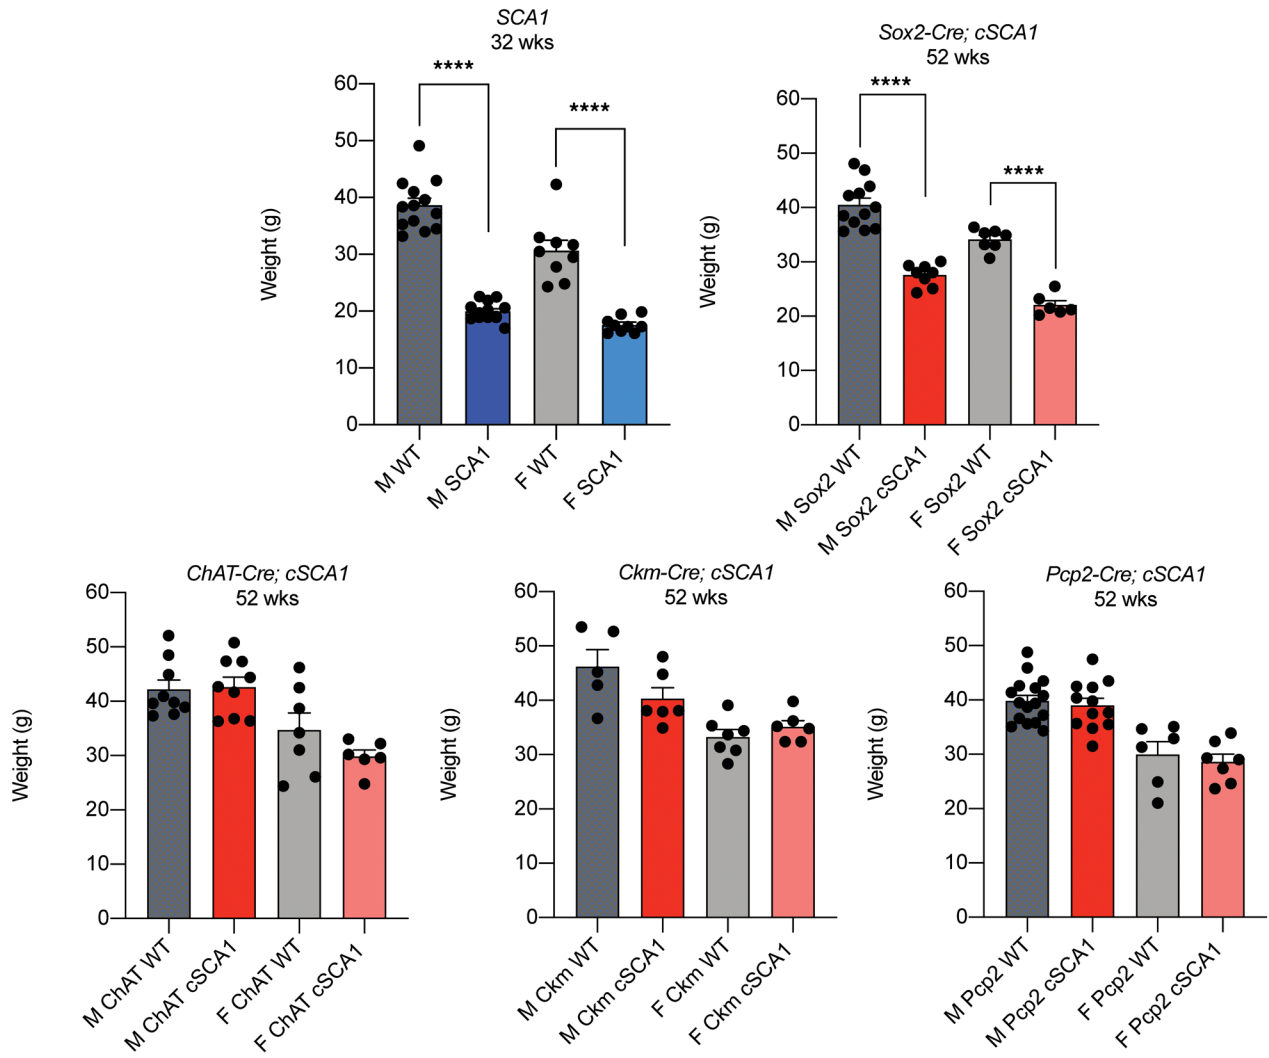 SCA1
32 wks
Weight (g)
60
50
40
30
20
10
0
****
****
M WT
M SCA1
F WT
F SCA1
Sox2-Cre; cSCA1
52 wks
Weight (g)
60
50
40
30
20
10
0
****
****
M Sox2 WT
M Sox2 cSCA1
F Sox2 WT
F Sox2 cSCA1
ChAT-Cre; cSCA1
52 wks
Weight (g)
60
50
40
30
20
10
0
M ChAT WT
M ChAT cSCA1
F ChAT WT
F ChAT cSCA1
Ckm-Cre; cSCA1
52 wks
Weight (g)
60
50
40
30
20
10
0
M Ckm WT
M Ckm cSCA1
F Ckm WT
F Ckm cSCA1
Pcp2-Cre; cSCA1
52 wks
Weight (g)
60
50
40
30
20
10
0
M Pcp2 WT
M Pcp2 cSCA1
F Pcp2 WT
F Pcp2 cSCA1